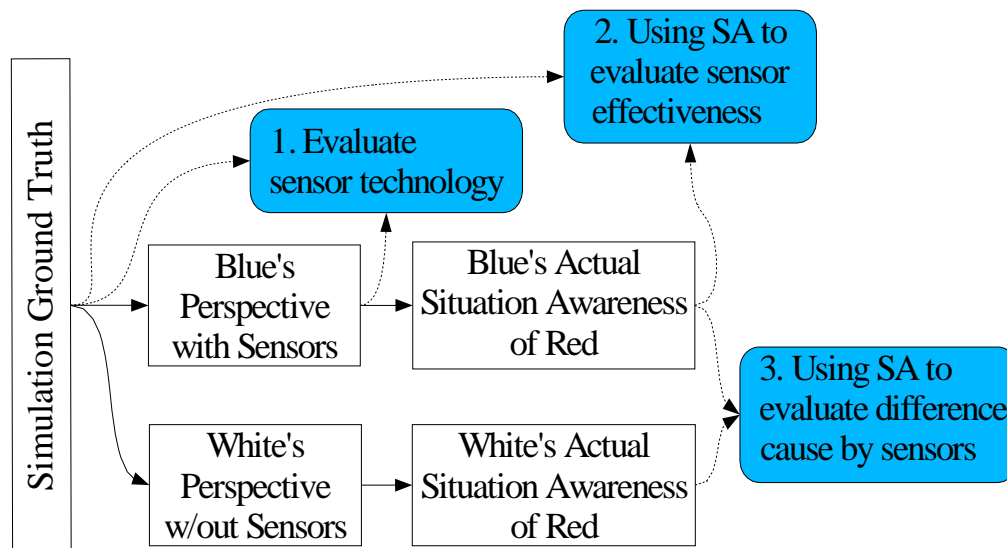 Simulation Ground Truth
2. Using SA to
evaluate sensor
effectiveness
1. Evaluate
sensor technology
Blue's
Perspective
with Sensors
Blue's Actual
Situation Awareness
of Red
3. Using SA to
evaluate difference
cause by sensors
White's
Perspective
w/out Sensors
White's Actual
Situation Awareness
of Red